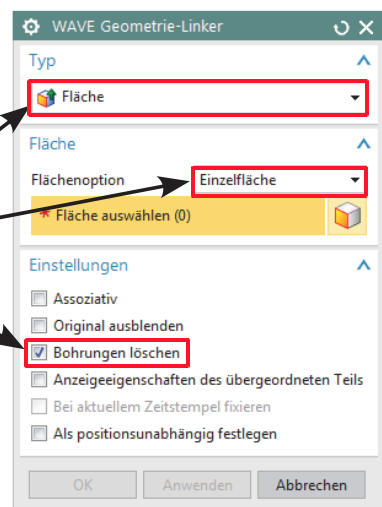 WAVE Geometrie-Linker
Typ
Fläche
Fläche
Flächenoption Einzelfläche
* Fläche auswählen (0)
Einstellungen
Assoziativ
Original ausblenden
Bohrungen löschen
Anzeigeeigenschaften des übergeordneten Teils
Bei aktuellem Zeitstempel fixieren
Als positionsunabhängig festlegen
OK Anwenden Abbrechen